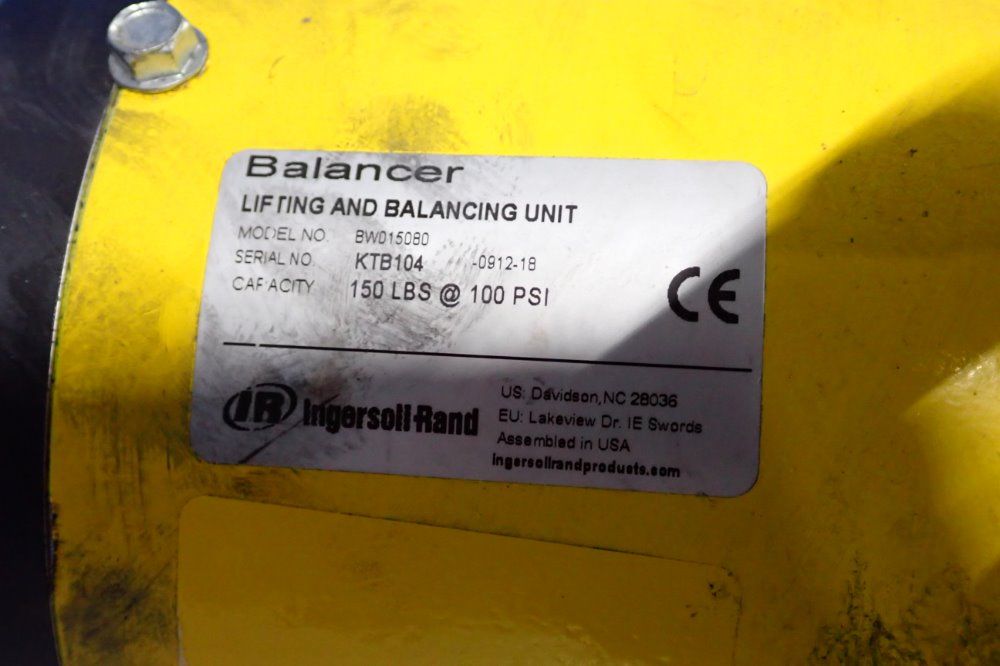 Balancer
LIFTING AND BALANCING UNIT
MODEL NO. BW015080
SERIAL NO. KTB104 -0912-18
CAPACITY 150 LBS @ 100 PSI
CE
IR Ingersoll-Rand
US: Davidson, NC 28036
EU: Lakeview Dr. IE Swords
Assembled in USA
ingersollrandproducts.com